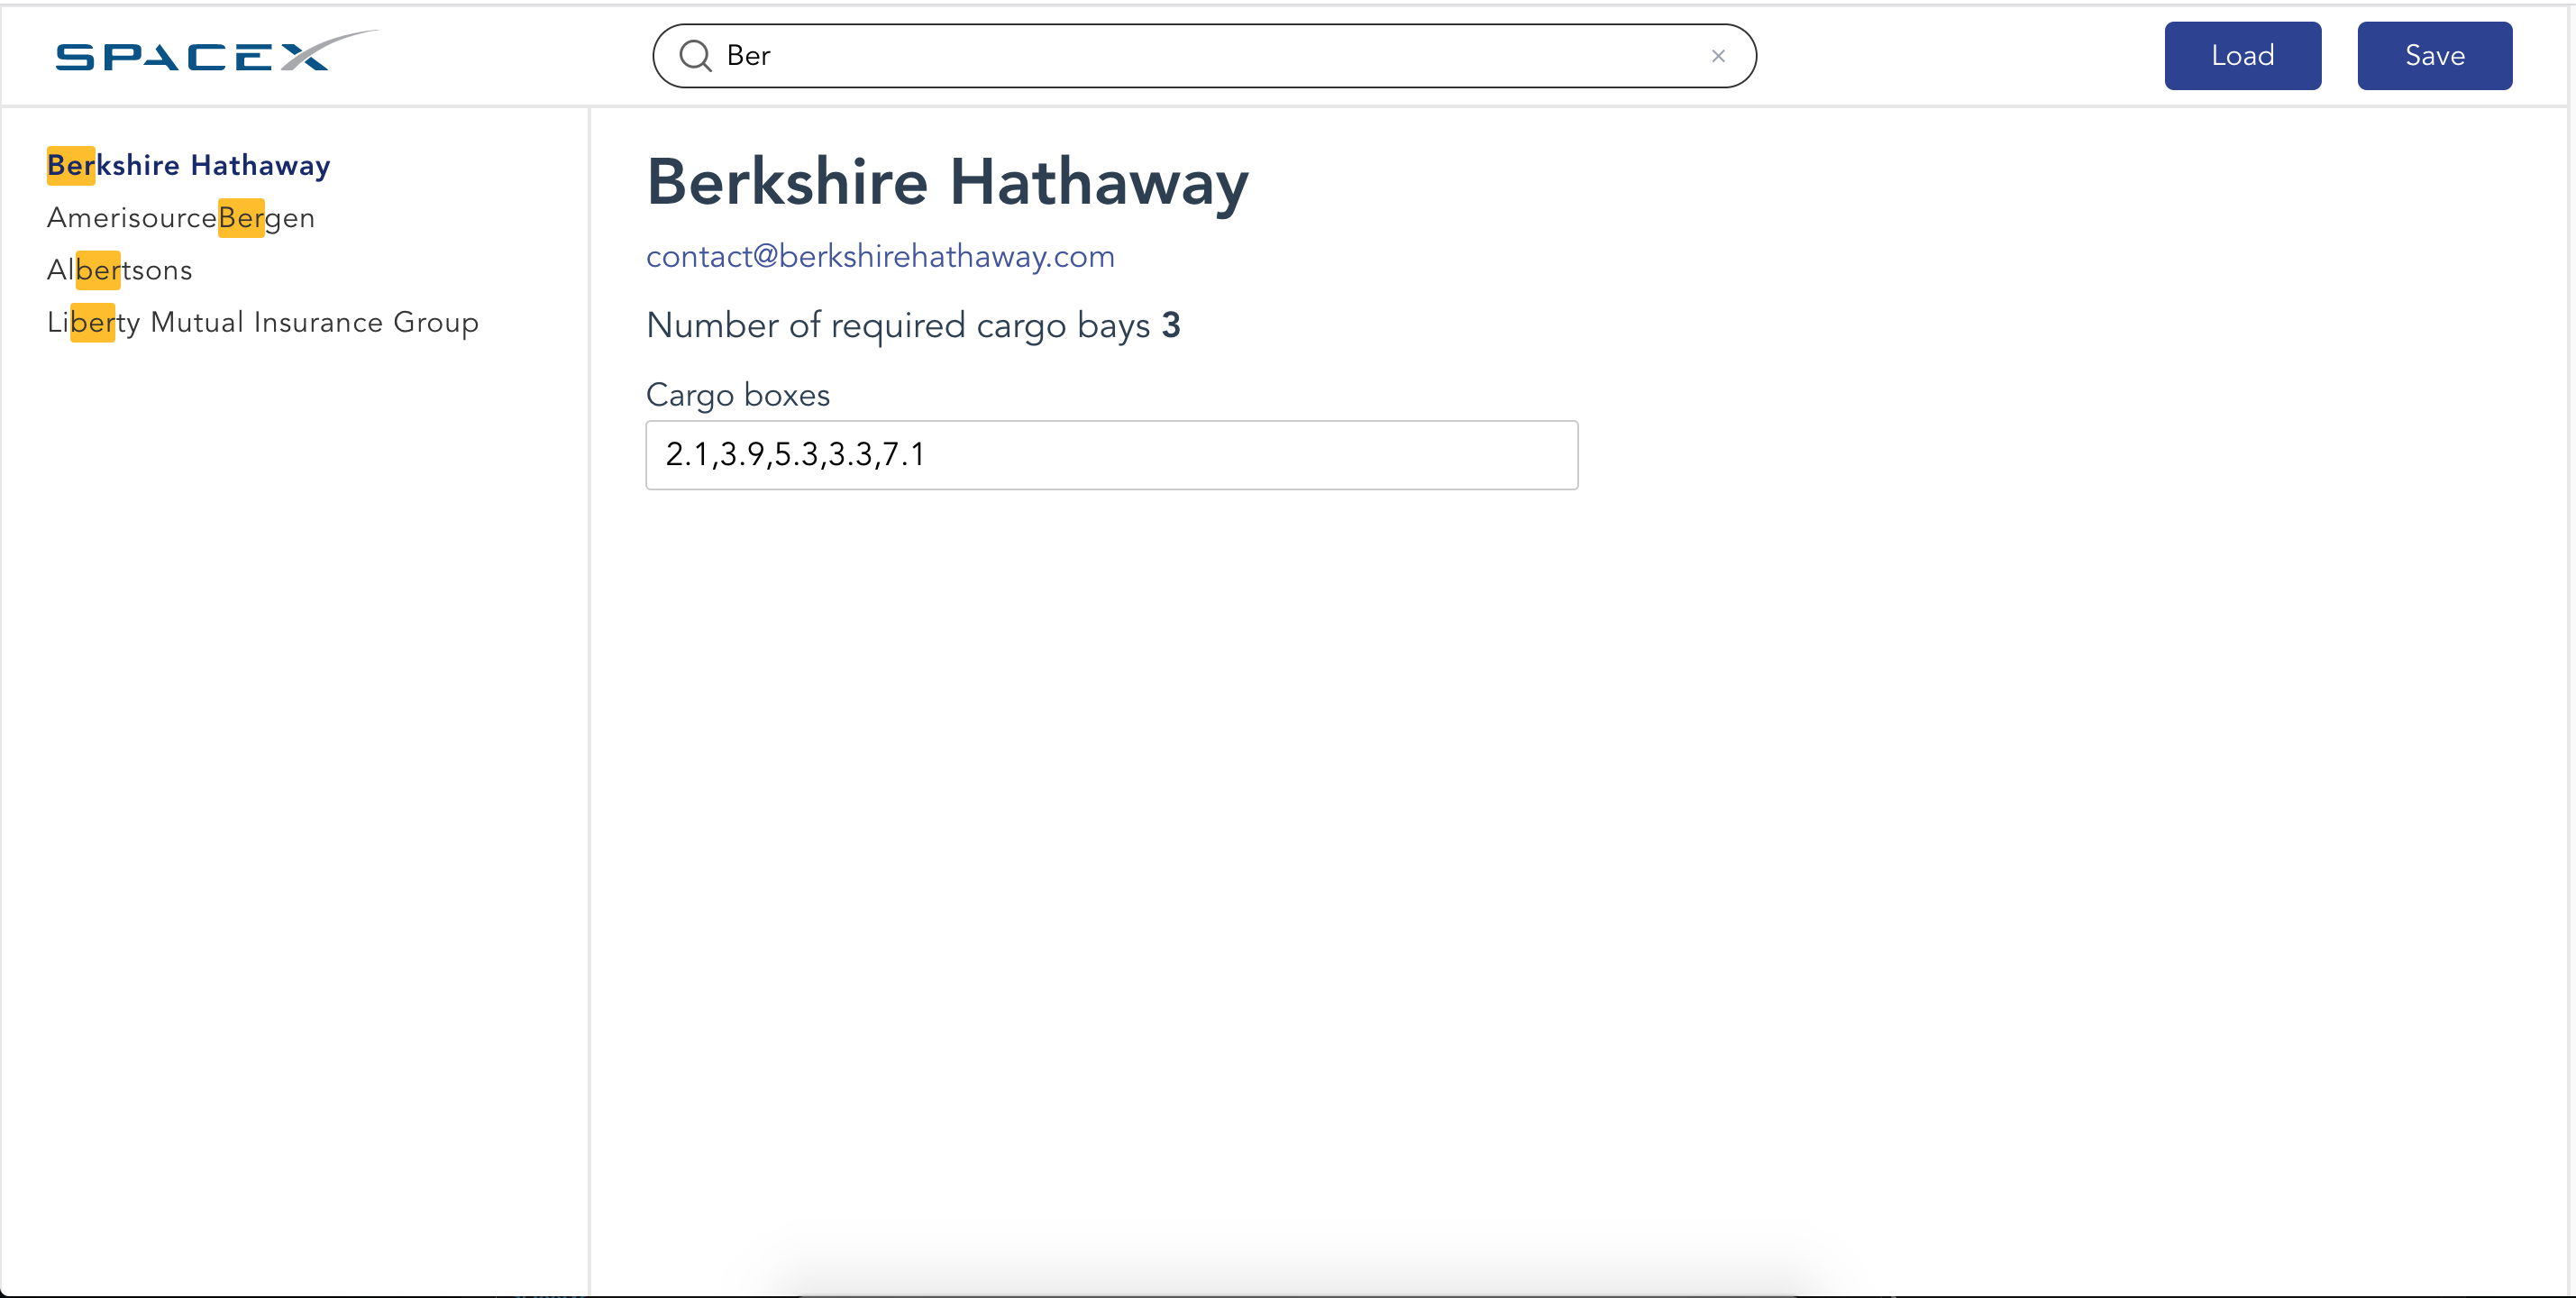 SPACEX
Ber
×
Load
Save
Berkshire Hathaway
AmerisourceBergen
Albertsons
Liberty Mutual Insurance Group
Berkshire Hathaway
contact@berkshirehathaway.com
Number of required cargo bays 3
Cargo boxes
2.1,3.9,5.3,3.3,7.1